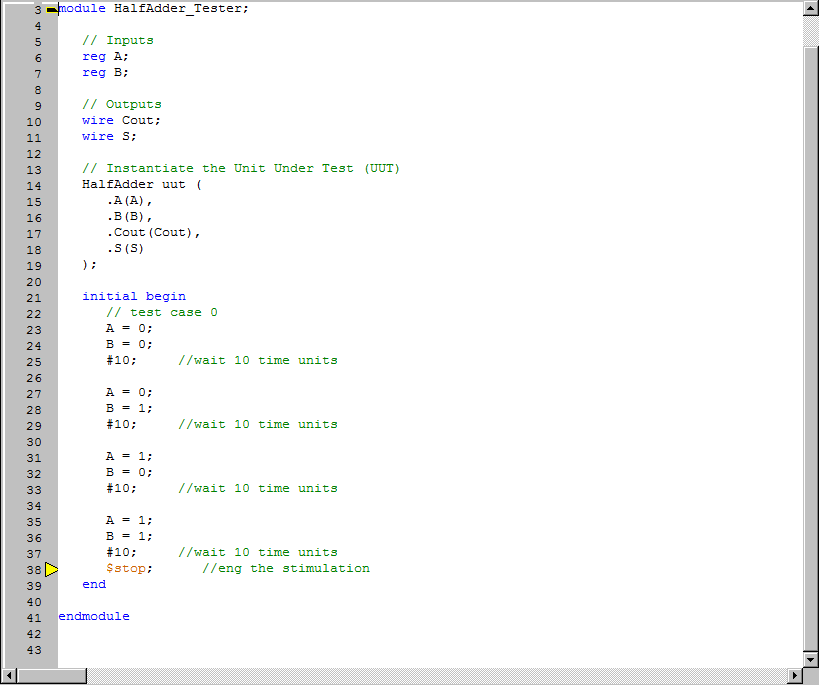 3 module HalfAdder_Tester;
4
5 // Inputs
6 reg A;
7 reg B;
8
9 // Outputs
10 wire Cout;
11 wire S;
12
13 // Instantiate the Unit Under Test (UUT)
14 HalfAdder uut (
15 .A(A),
16 .B(B),
17 .Cout(Cout),
18 .S(S)
19 );
20
21 initial begin
22 // test case 0
23 A = 0;
24 B = 0;
25 #10; //wait 10 time units
26
27 A = 0;
28 B = 1;
29 #10; //wait 10 time units
30
31 A = 1;
32 B = 0;
33 #10; //wait 10 time units
34
35 A = 1;
36 B = 1;
37 #10; //wait 10 time units
38 $stop; //eng the stimulation
39 end
40
41 endmodule
42
43